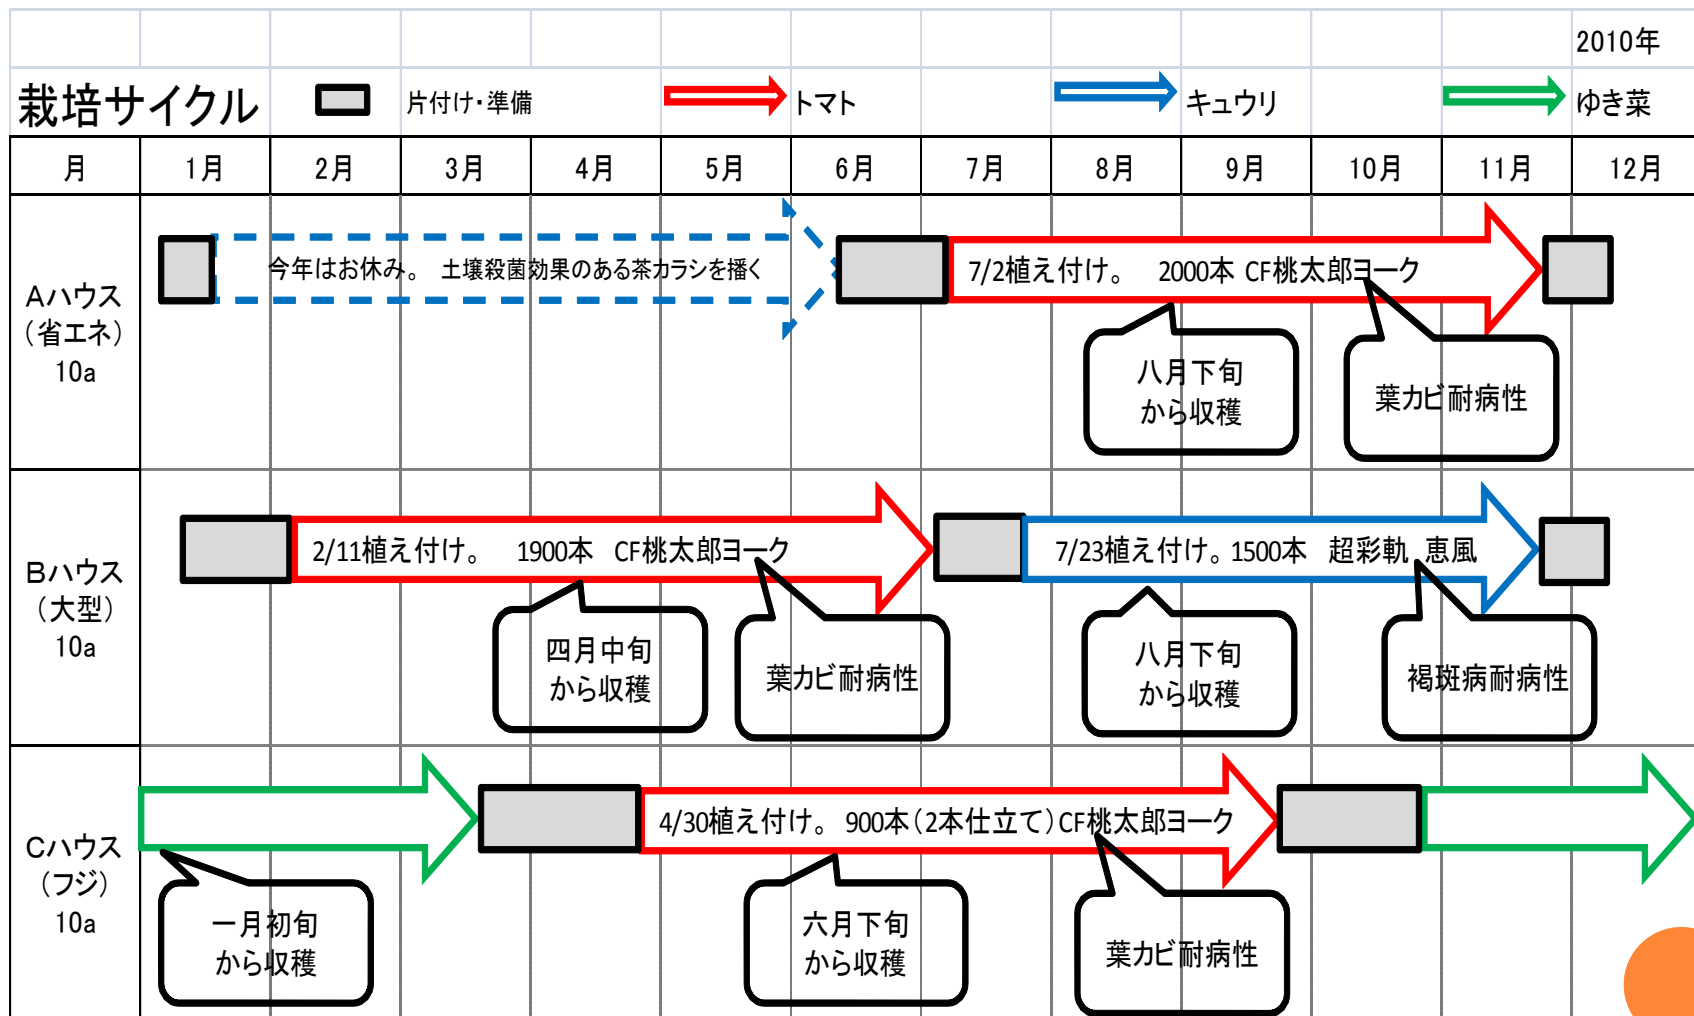 2010年
栽培サイクル 片付け・準備 トマト キュウリ ゆき菜
月 1月 2月 3月 4月 5月 6月 7月 8月 9月 10月 11月 12月
Aハウス
（省エネ）
10a
今年はお休み。 土壌殺菌効果のある茶カラシを播く
7/2植え付け。 2000本 CF桃太郎ヨーク
八月下旬
から収穫
葉カビ耐病性
Bハウス
（大型）
10a
2/11植え付け。 1900本 CF桃太郎ヨーク
7/23植え付け。1500本 超彩軌 恵風
四月中旬
から収穫
葉カビ耐病性
八月下旬
から収穫
褐斑病耐病性
Cハウス
（フジ）
10a
4/30植え付け。 900本（2本仕立て）CF桃太郎ヨーク
一月初旬
から収穫
六月下旬
から収穫
葉カビ耐病性